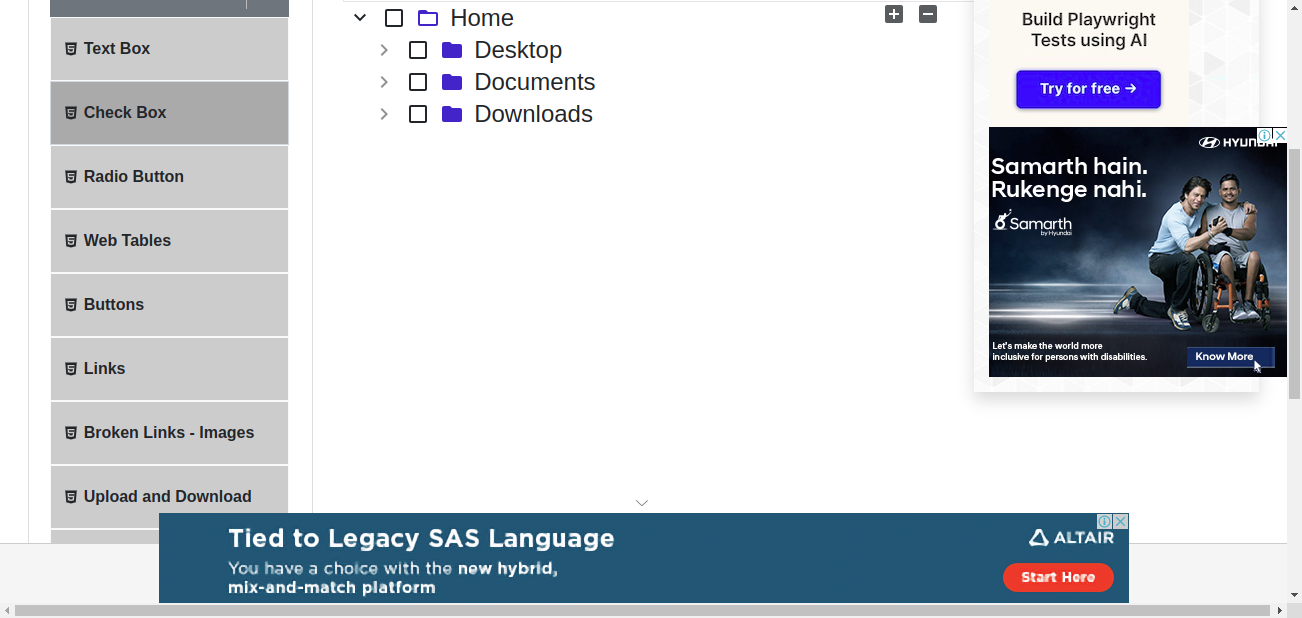 Home
Desktop
Documents
Downloads
Text Box
Check Box
Radio Button
Web Tables
Buttons
Links
Broken Links - Images
Upload and Download
Build Playwright
Tests using AI
Try for free →
HYUNDAI
Samarth hain.
Rukenge nahi.
Samarth
by Hyundai
Let's make the world more
inclusive for persons with disabilities.
Know More
Tied to Legacy SAS Language
You have a choice with the new hybrid,
mix-and-match platform
ALTAIR
Start Here